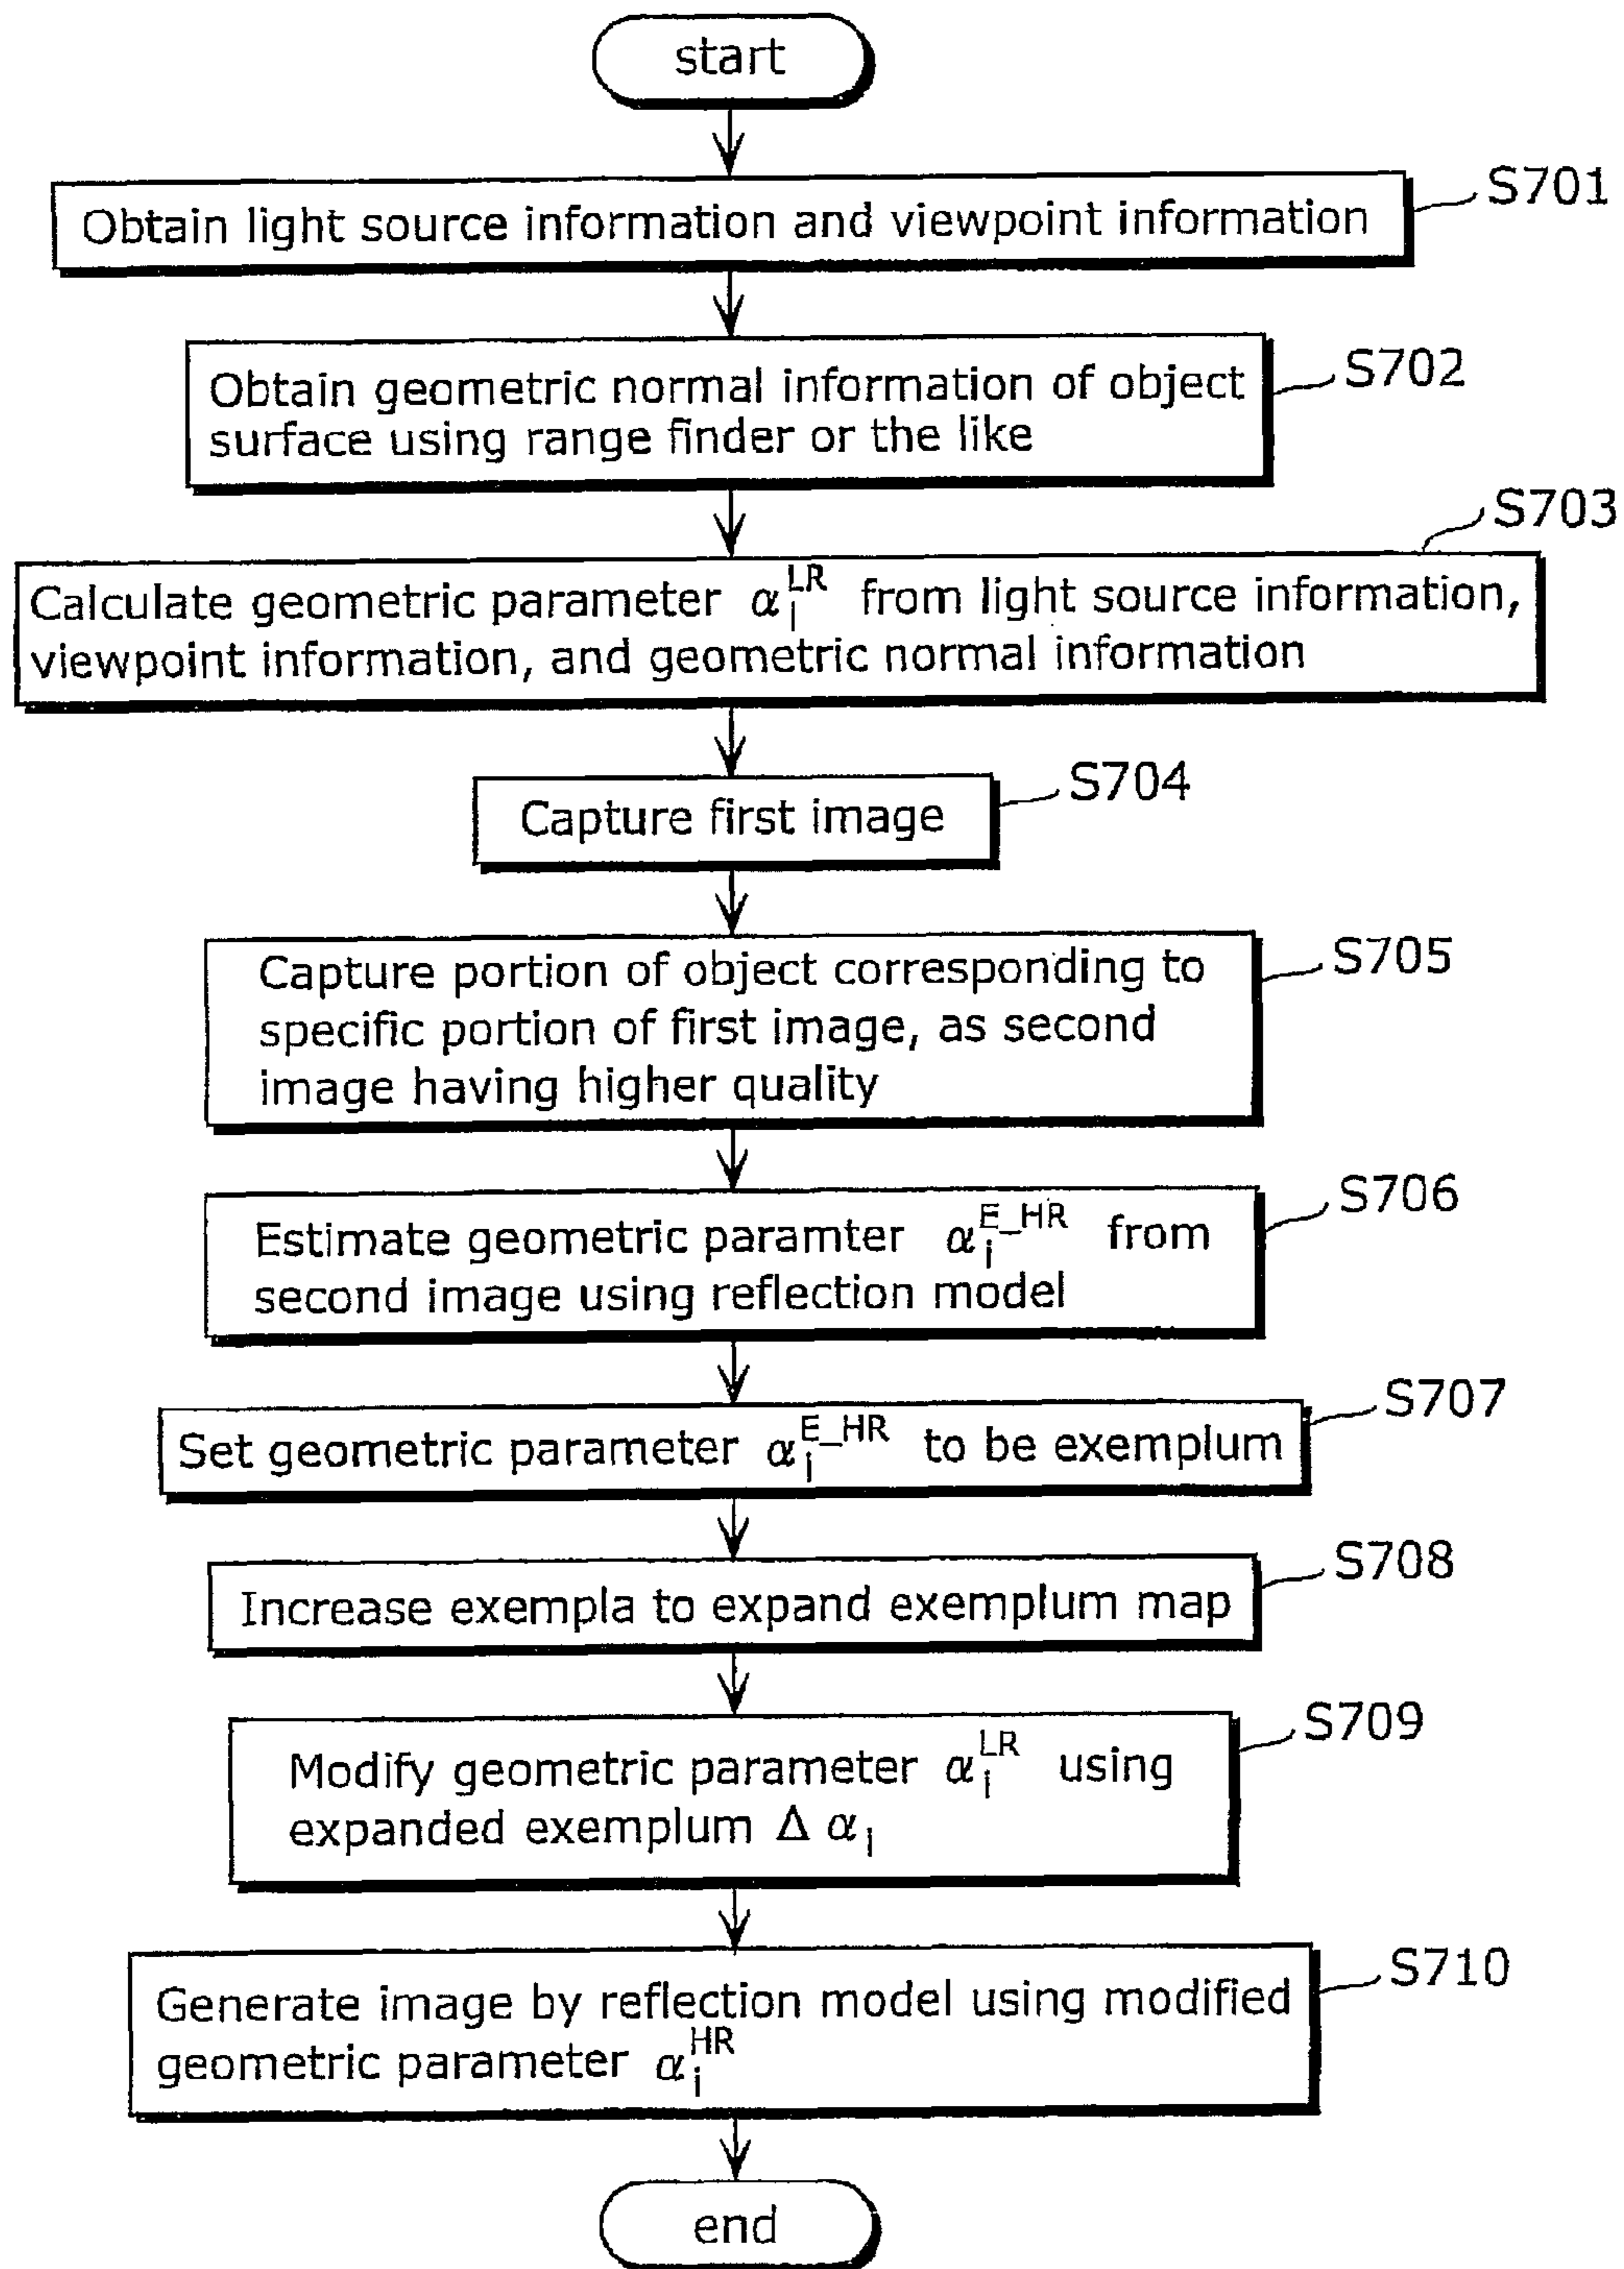 start
S701
Obtain light source information and viewpoint information
S702
Obtain geometric normal information of object
surface using range finder or the like
S703
Calculate geometric parameter α_i^LR from light source information,
viewpoint information, and geometric normal information
S704
Capture first image
S705
Capture portion of object corresponding to
specific portion of first image, as second
image having higher quality
S706
Estimate geometric paramter α_i^E_HR from
second image using reflection model
S707
Set geometric parameter α_i^E_HR to be exemplum
S708
Increase exempla to expand exemplum map
S709
Modify geometric parameter α_i^LR using
expanded exemplum Δ α_i
S710
Generate image by reflection model using modified
geometric parameter α_i^HR
end